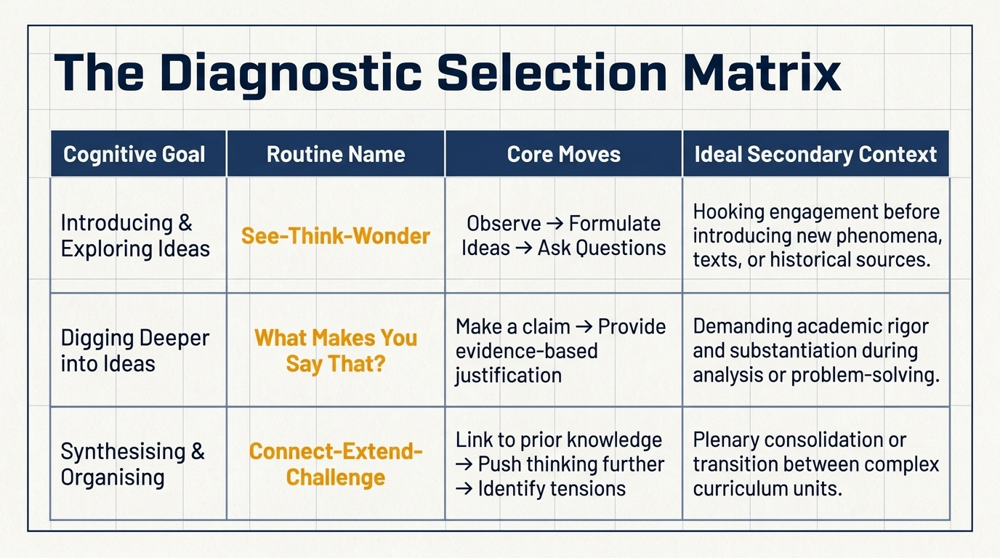 The Diagnostic Selection Matrix
Cognitive Goal
Routine Name
Core Moves
Ideal Secondary Context
Introducing &
Exploring Ideas
See-Think-Wonder
Observe → Formulate
Ideas → Ask Questions
Hooking engagement before
introducing new phenomena,
texts, or historical sources.
Digging Deeper
into Ideas
What Makes You
Say That?
Make a claim → Provide
evidence-based
justification
Demanding academic rigor
and substantiation during
analysis or problem-solving.
Synthesising &
Organising
Connect-Extend-
Challenge
Link to prior knowledge
→ Push thinking further
→ Identify tensions
Plenary consolidation or
transition between complex
curriculum units.